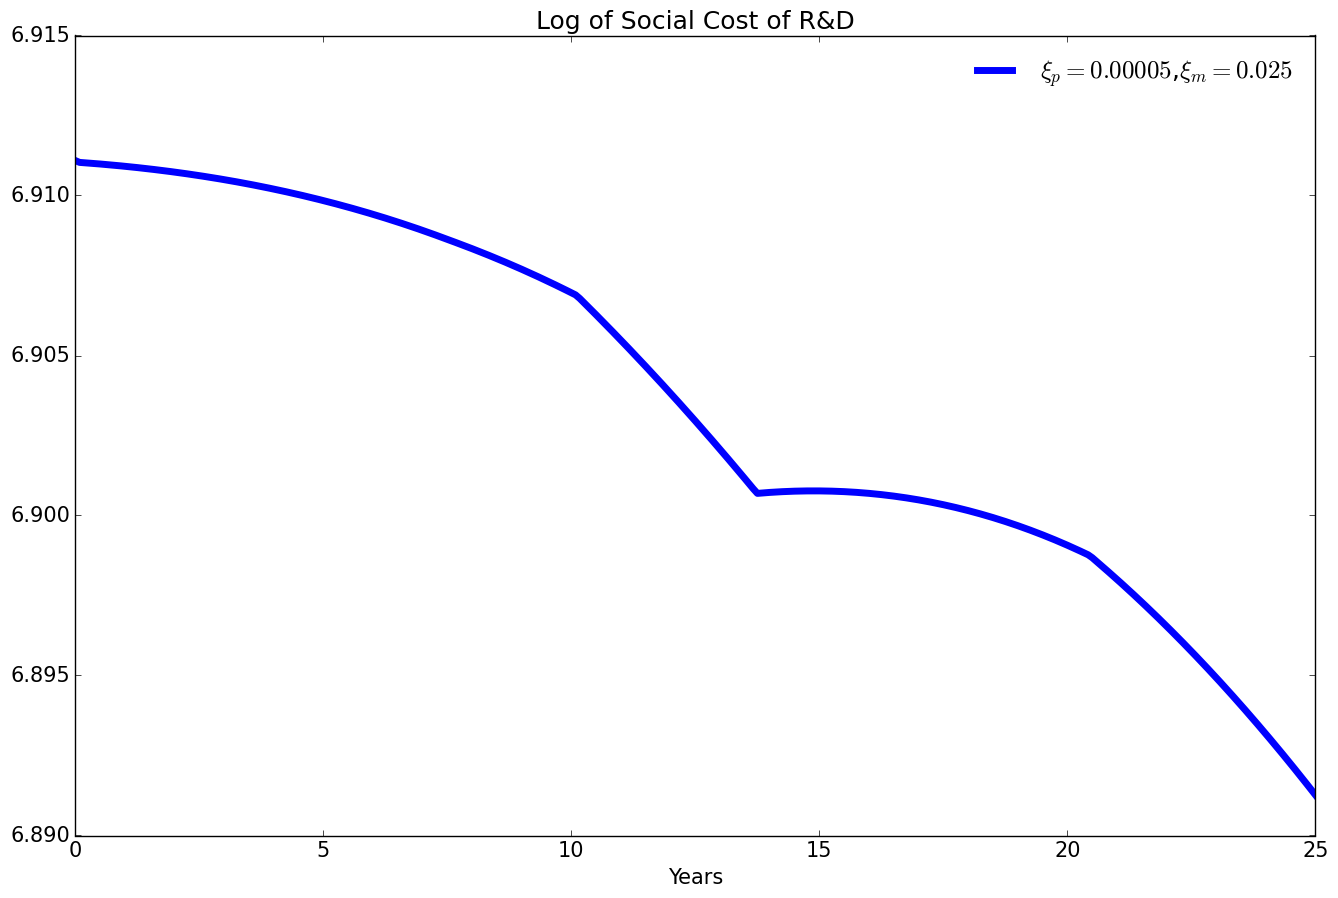 Log of Social Cost of R&D
ξₚ = 0.00005,ξₘ = 0.025
6.915
6.910
6.905
6.900
6.895
6.890
0 5 10 15 20 25
Years